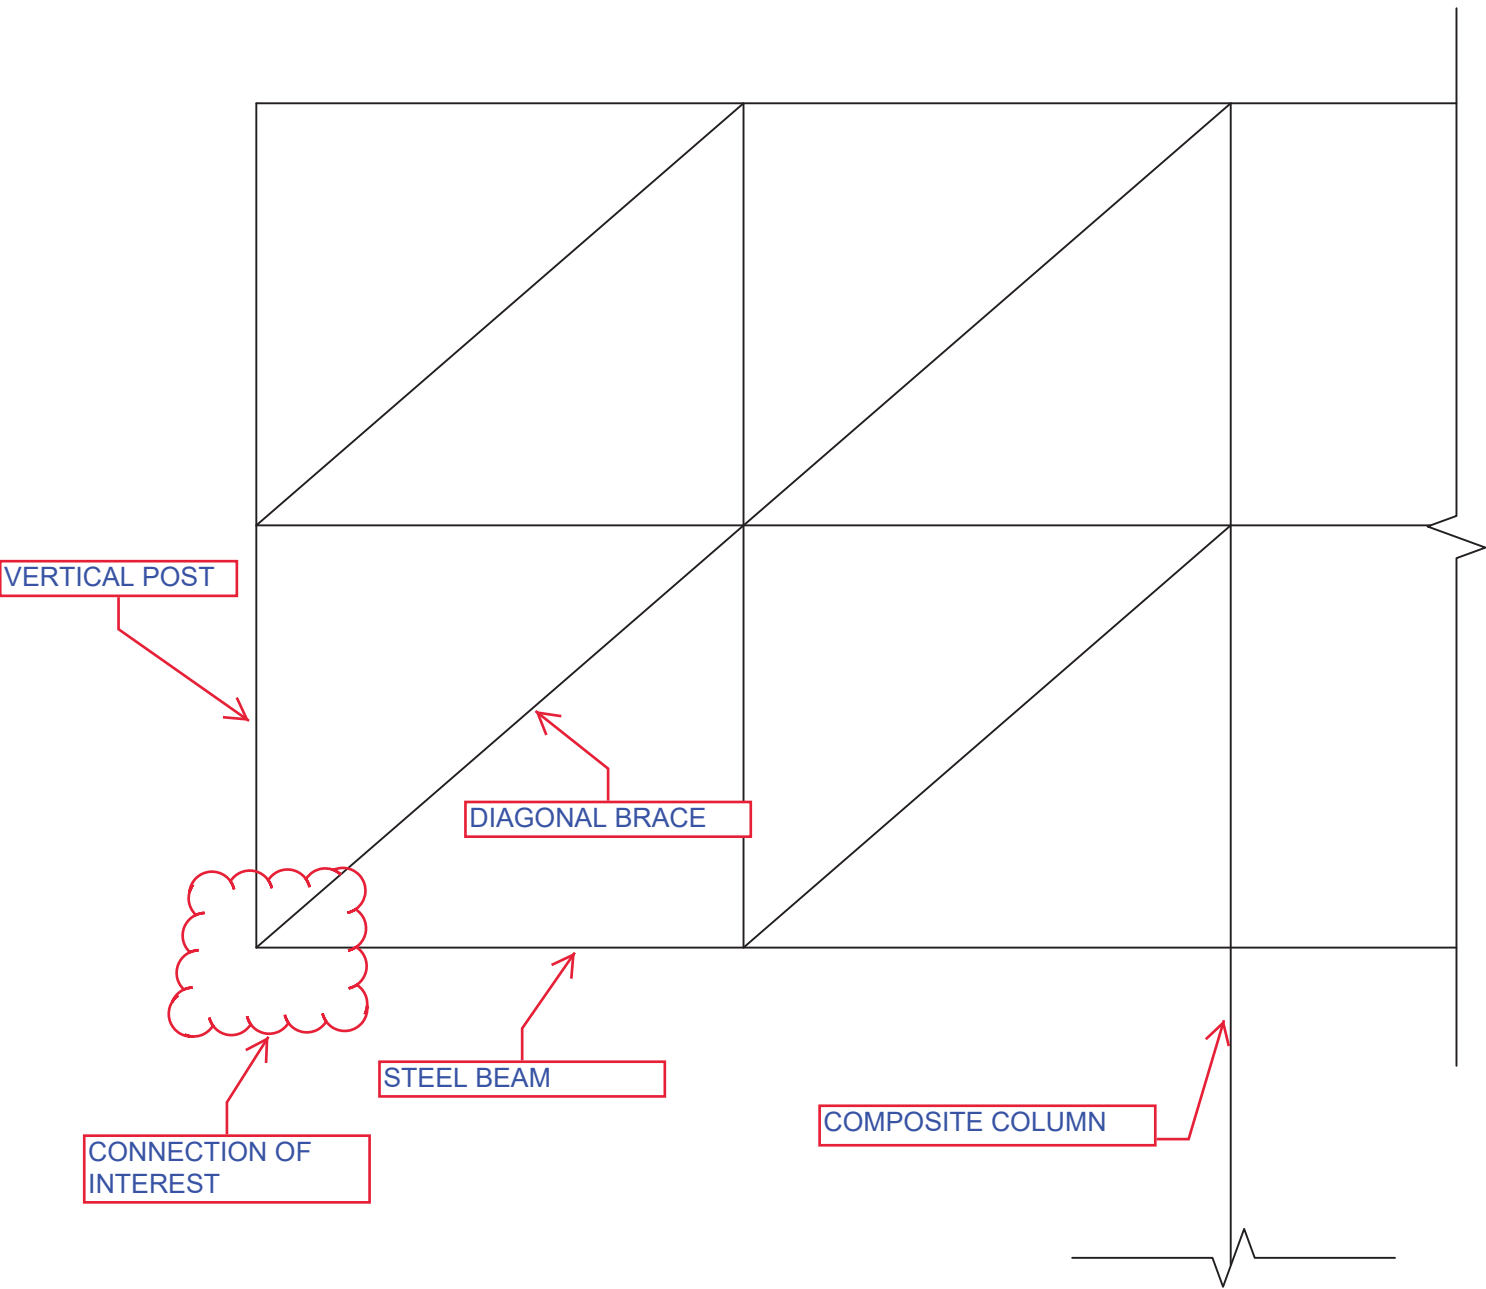 VERTICAL POST
DIAGONAL BRACE
STEEL BEAM
COMPOSITE COLUMN
CONNECTION OF
INTEREST